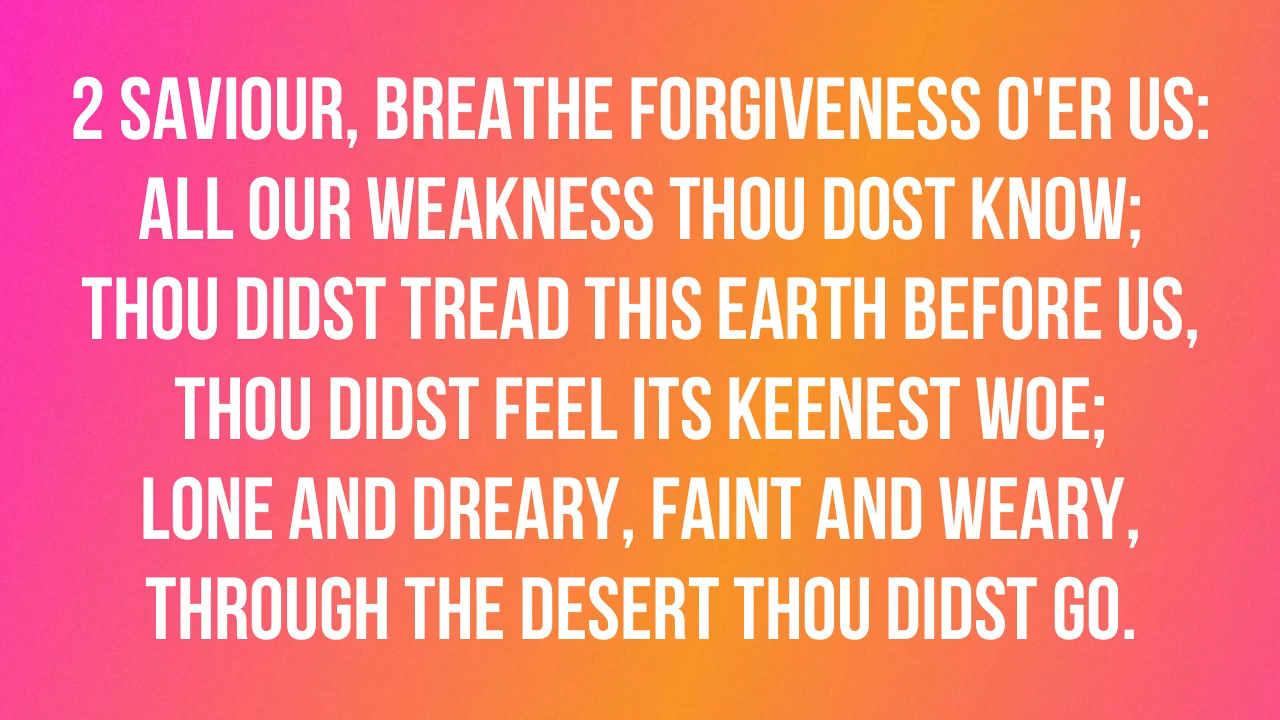 2 SAVIOUR, BREATHE FORGIVENESS O'ER US:
ALL OUR WEAKNESS THOU DOST KNOW;
THOU DIDST TREAD THIS EARTH BEFORE US,
THOU DIDST FEEL ITS KEENEST WOE;
LONE AND DREARY, FAINT AND WEARY,
THROUGH THE DESERT THOU DIDST GO.